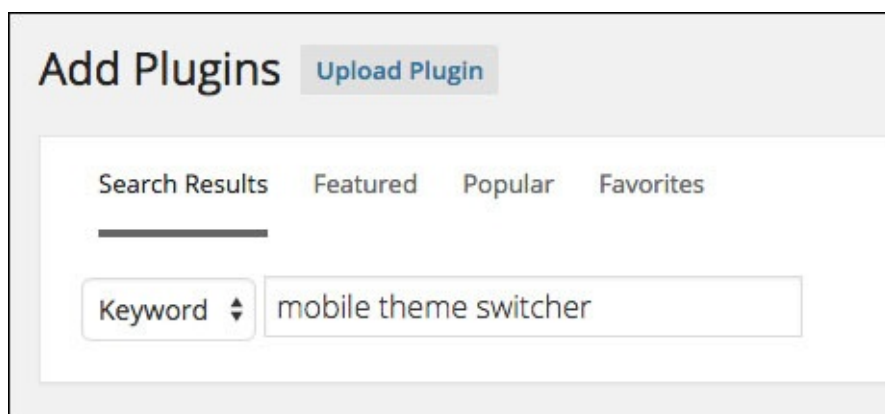 Add Plugins Upload Plugin
Search Results Featured Popular Favorites
Keyword mobile theme switcher